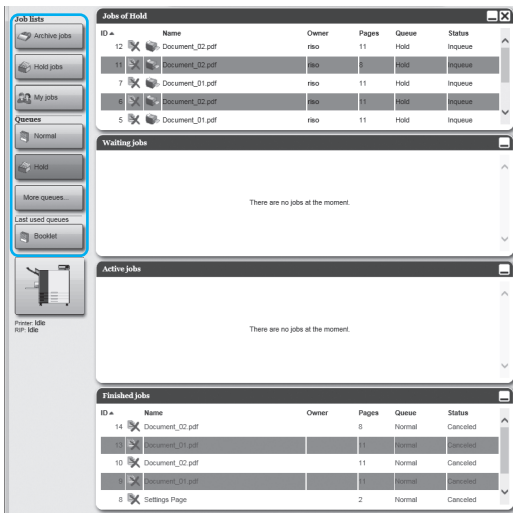 Job lists
Archive jobs
Hold jobs
My jobs
Queues
Normal
Hold
More queues...
Last used queues
Booklet
Printer: Idle
RIP: Idle
Jobs of Hold
ID Name Owner Pages Queue Status
12 Document_02.pdf riso 11 Hold Inqueue
11 Document_02.pdf riso 8 Hold Inqueue
7 Document_01.pdf riso 11 Hold Inqueue
6 Document_02.pdf riso 11 Hold Inqueue
5 Document_01.pdf riso 11 Hold Inqueue
Waiting jobs
There are no jobs at the moment.
Active jobs
There are no jobs at the moment.
Finished jobs
ID Name Owner Pages Queue Status
14 Document_02.pdf 8 Normal Canceled
13 Document_01.pdf 11 Normal Canceled
10 Document_02.pdf 11 Normal Canceled
9 Document_01.pdf 11 Normal Canceled
8 Settings Page 2 Normal Canceled